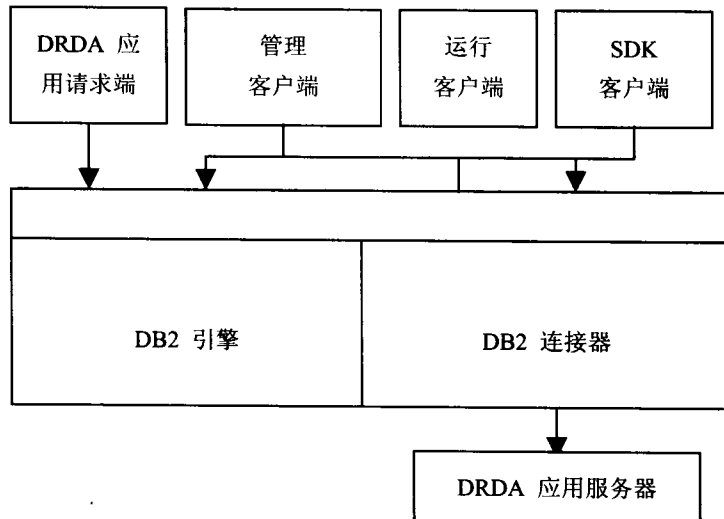 DRDA 应
用请求端
管理
客户端
运行
客户端
SDK
客户端
DB2 引擎
DB2 连接器
DRDA 应用服务器